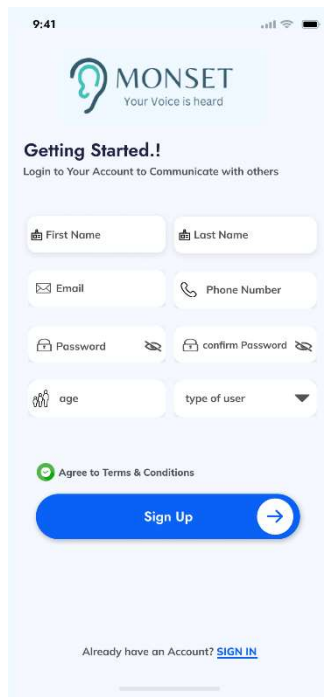 9:41
MONSET
Your Voice is heard
Getting Started.!
Login to Your Account to Communicate with others
First Name
Last Name
Email
Phone Number
Password
confirm Password
age
type of user
Agree to Terms & Conditions
Sign Up
Already have an Account? SIGN IN